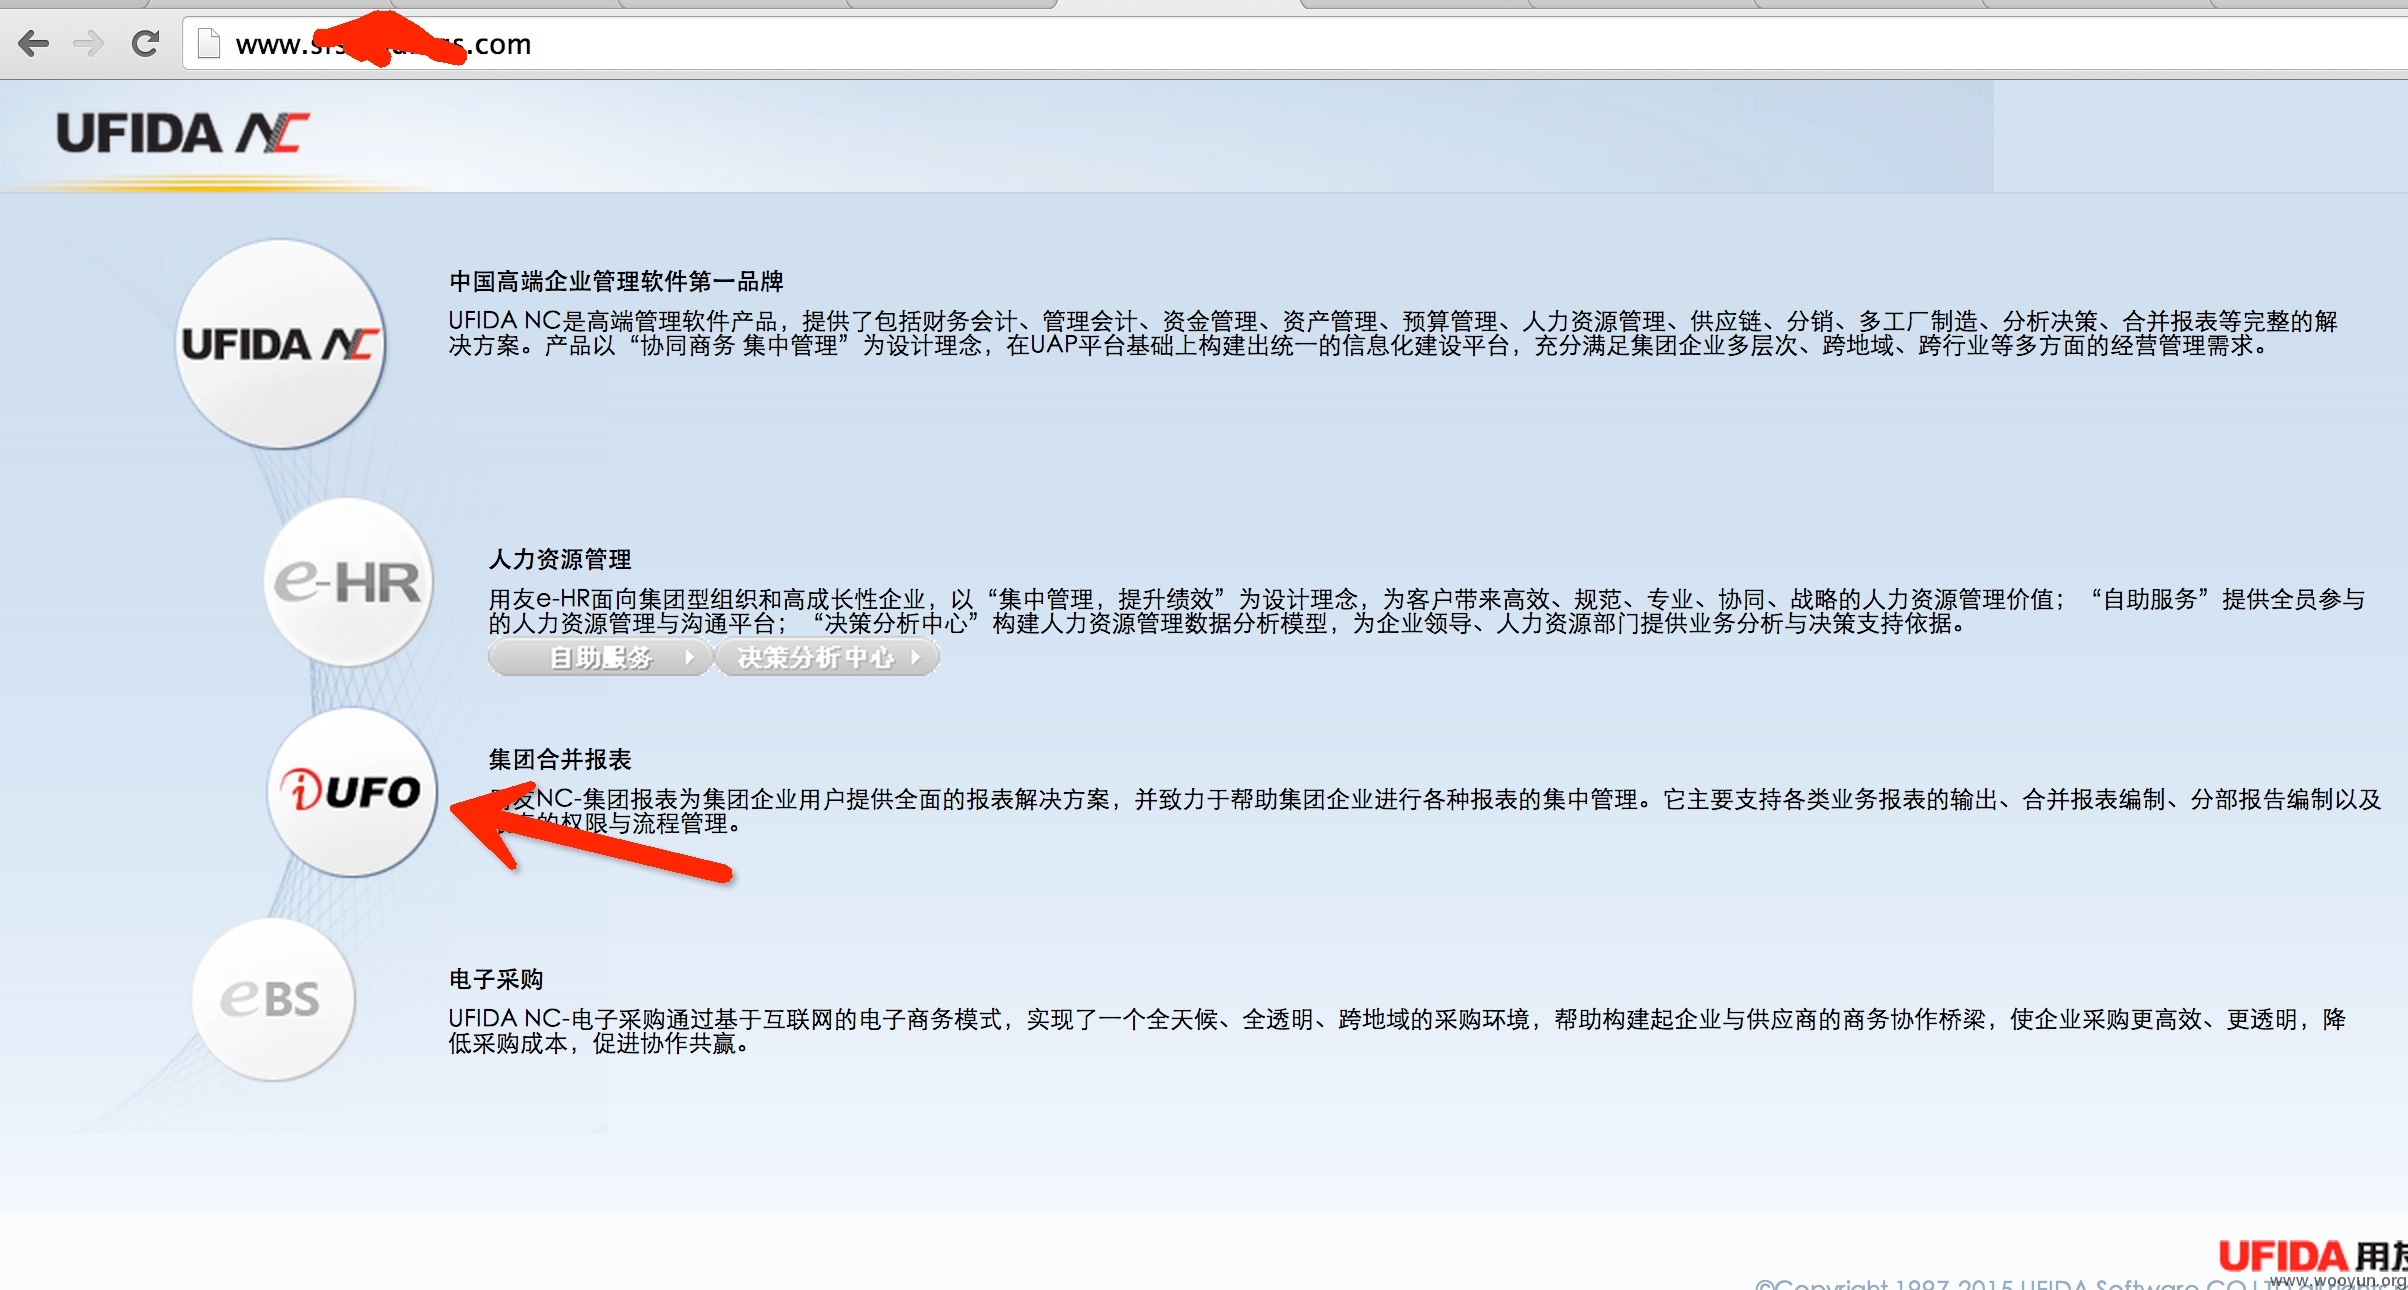 www.s
s.com
UFIDA NC
UFIDA NC
中国高端企业管理软件第一品牌
UFIDA NC是高端管理软件产品，提供了包括财务会计、管理会计、资金管理、资产管理、预算管理、人力资源管理、供应链、分销、多工厂制造、分析决策、合并报表等完整的解
决方案。产品以“协同商务 集中管理”为设计理念，在UAP平台基础上构建出统一的信息化建设平台，充分满足集团企业多层次、跨地域、跨行业等多方面的经营管理需求。
e-HR
人力资源管理
用友e-HR面向集团型组织和高成长性企业，以“集中管理，提升绩效”为设计理念，为客户带来高效、规范、专业、协同、战略的人力资源管理价值；“自助服务”提供全员参与
的人力资源管理与沟通平台；“决策分析中心”构建人力资源管理数据分析模型，为企业领导、人力资源部门提供业务分析与决策支持依据。
自助服务 决策分析中心
iUFO
集团合并报表
用友NC-集团报表为集团企业用户提供全面的报表解决方案，并致力于帮助集团企业进行各种报表的集中管理。它主要支持各类业务报表的输出、合并报表编制、分部报告编制以及
的权限与流程管理。
eBS
电子采购
UFIDA NC-电子采购通过基于互联网的电子商务模式，实现了一个全天候、全透明、跨地域的采购环境，帮助构建起企业与供应商的商务协作桥梁，使企业采购更高效、更透明，降
低采购成本，促进协作共赢。
UFIDA 用友
©Copyright 1997-2015 UFIDA Software CO.LTD all rights
www.wooyun.org